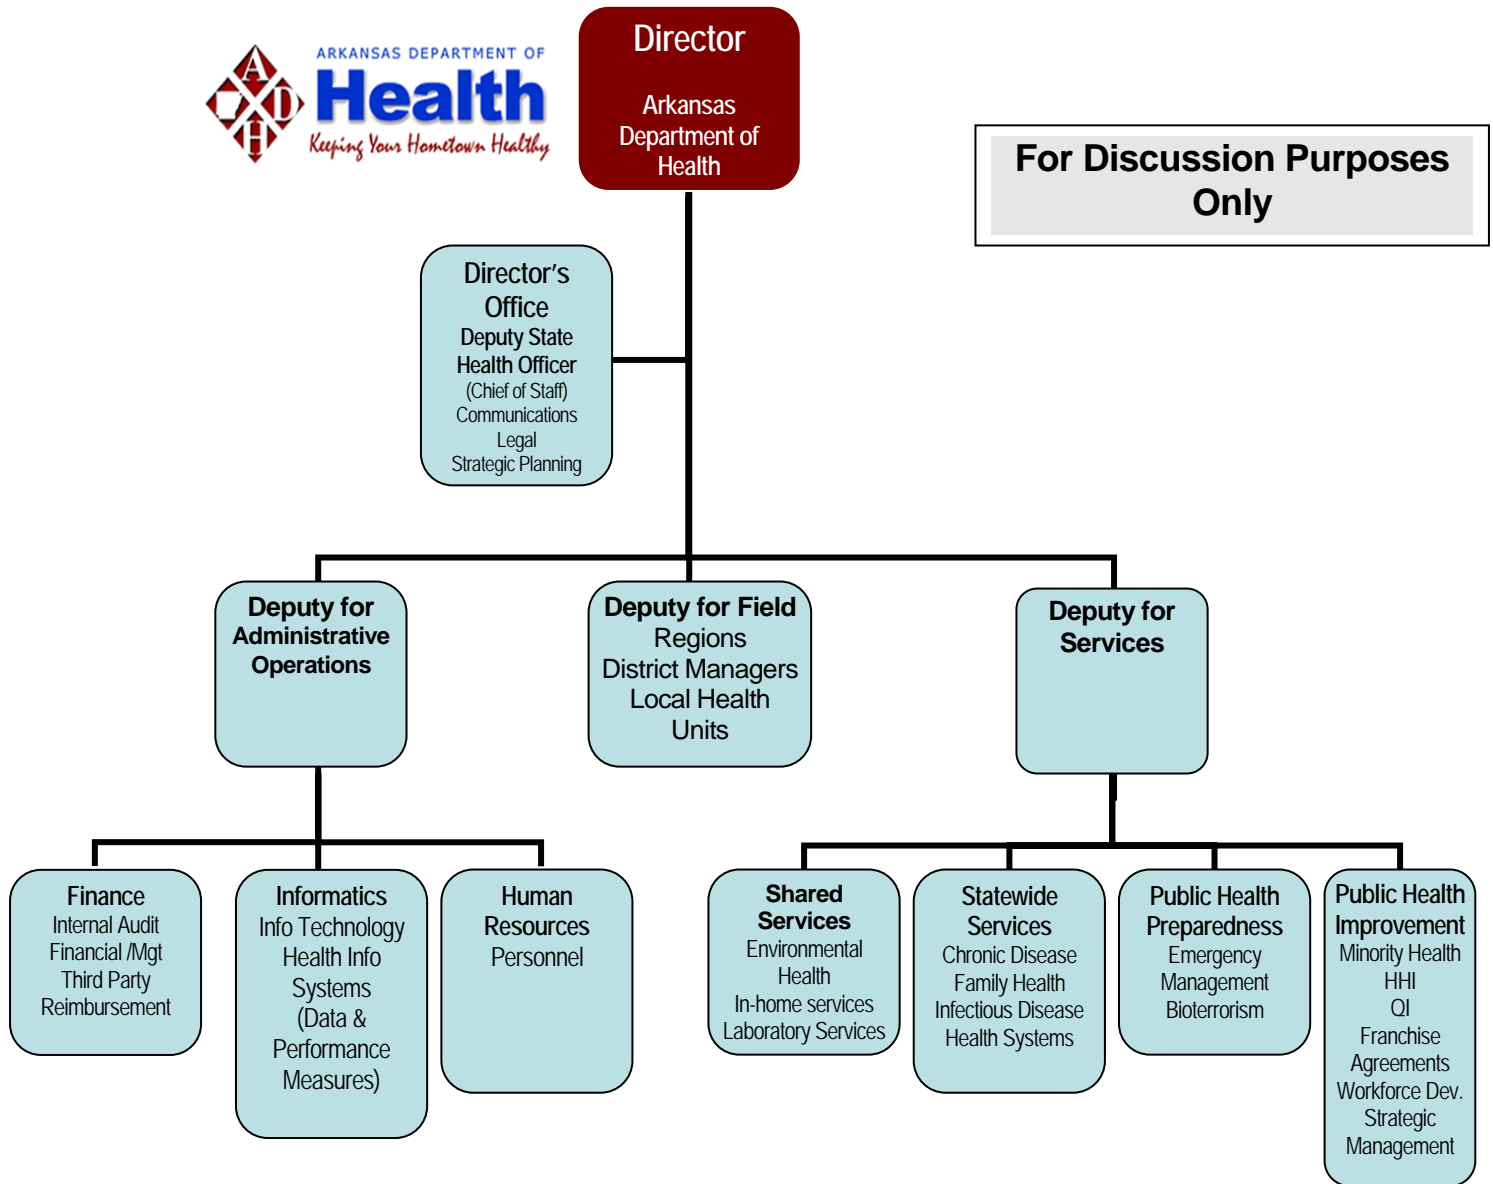 A
D
H
ARKANSAS DEPARTMENT OF
Health
Keeping Your Hometown Healthy
Director
Arkansas
Department of
Health
For Discussion Purposes
Only
Director's
Office
Deputy State
Health Officer
(Chief of Staff)
Communications
Legal
Strategic Planning
Deputy for
Administrative
Operations
Deputy for Field
Regions
District Managers
Local Health
Units
Deputy for
Services
Finance
Internal Audit
Financial /Mgt
Third Party
Reimbursement
Informatics
Info Technology
Health Info
Systems
(Data &
Performance
Measures)
Human
Resources
Personnel
Shared
Services
Environmental
Health
In-home services
Laboratory Services
Statewide
Services
Chronic Disease
Family Health
Infectious Disease
Health Systems
Public Health
Preparedness
Emergency
Management
Bioterrorism
Public Health
Improvement
Minority Health
HHI
QI
Franchise
Agreements
Workforce Dev.
Strategic
Management